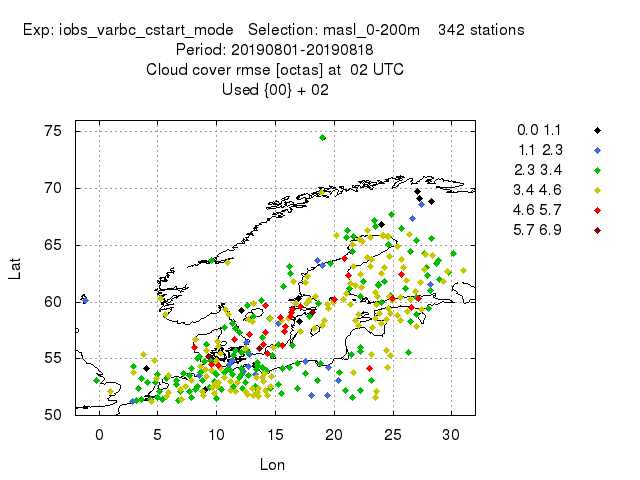 Exp: iobs_varbc_cstart_mode Selection: masl_0-200m 342 stations
Period: 20190801-20190818
Cloud cover rmse [octas] at 02 UTC
Used {00} + 02
75
70
65
60
55
50
Lat
0 5 10 15 20 25 30
Lon
0.0 1.1
1.1 2.3
2.3 3.4
3.4 4.6
4.6 5.7
5.7 6.9